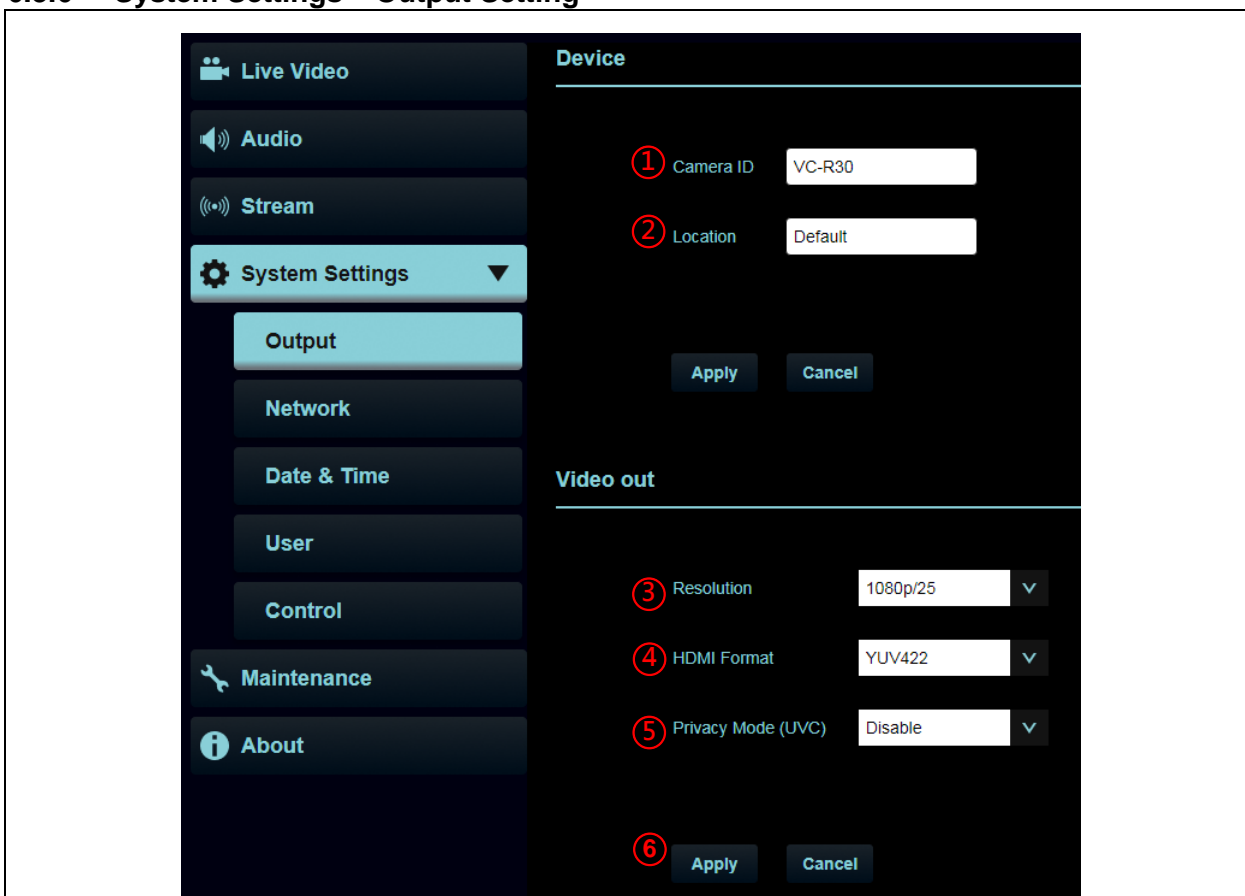 System Settings – Output Setting
Live Video
Audio
Stream
System Settings
Output
Network
Date & Time
User
Control
Maintenance
About
Device
① Camera ID VC-R30
② Location Default
Apply Cancel
Video out
③ Resolution 1080p/25
④ HDMI Format YUV422
⑤ Privacy Mode (UVC) Disable
⑥ Apply Cancel